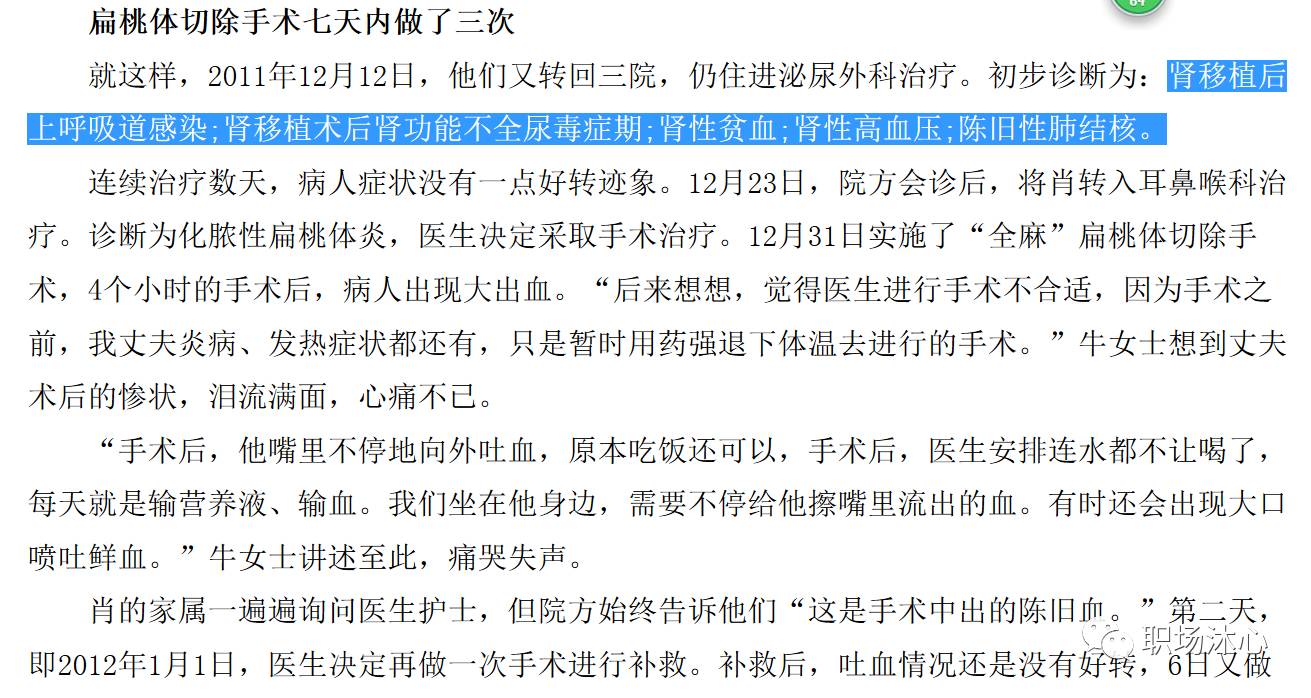 64
扁桃体切除手术七天内做了三次
就这样，2011年12月12日，他们又转回三院，仍住进泌尿外科治疗。初步诊断为：肾移植后
上呼吸道感染;肾移植术后肾功能不全尿毒症期;肾性贫血;肾性高血压;陈旧性肺结核。
连续治疗数天，病人症状没有一点好转迹象。12月23日，院方会诊后，将肖转入耳鼻喉科治
疗。诊断为化脓性扁桃体炎，医生决定采取手术治疗。12月31日实施了“全麻”扁桃体切除手
术，4个小时的手术后，病人出现大出血。“后来想想，觉得医生进行手术不合适，因为手术之
前，我丈夫炎病、发热症状都还有，只是暂时用药强退下体温去进行的手术。”牛女士想到丈夫
术后的惨状，泪流满面，心痛不已。
“手术后，他嘴里不停地向外吐血，原本吃饭还可以，手术后，医生安排连水都不让喝了，
每天就是输营养液、输血。我们坐在他身边，需要不停给他擦嘴里流出的血。有时还会出现大口
喷吐鲜血。”牛女士讲述至此，痛哭失声。
肖的家属一遍遍询问医生护士，但院方始终告诉他们“这是手术中出的陈旧血。”第二天，
即2012年1月1日，医生决定再做一次手术进行补救。补救后，吐血情况还是没有好转，6日又做
职场沐心